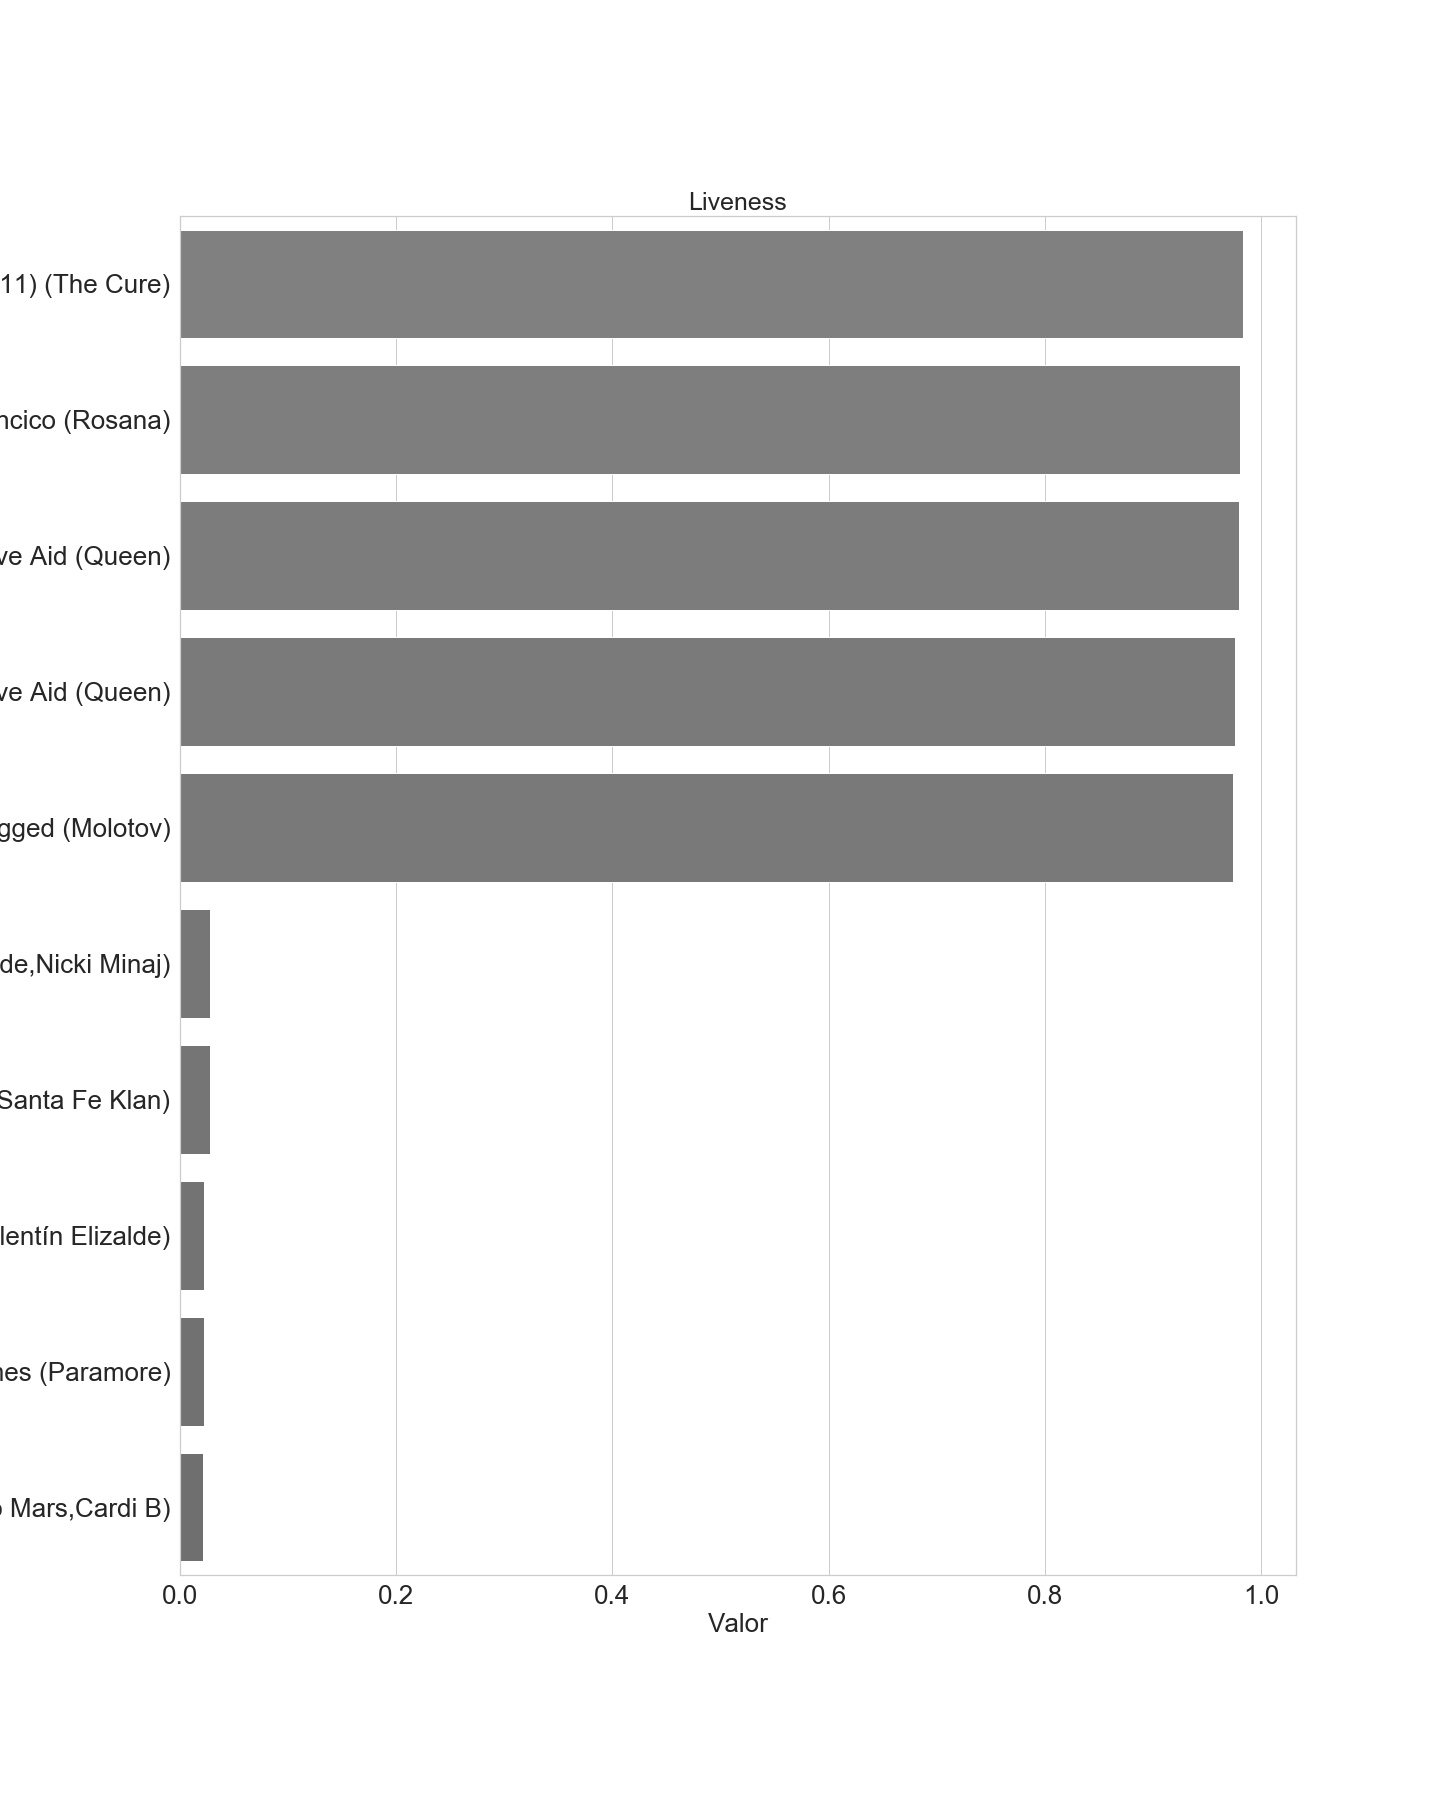 Liveness
11) (The Cure)
ncico (Rosana)
ve Aid (Queen)
ve Aid (Queen)
gged (Molotov)
de,Nicki Minaj)
Santa Fe Klan)
lentín Elizalde)
nes (Paramore)
o Mars,Cardi B)
0.0 0.2 0.4 0.6 0.8 1.0
Valor